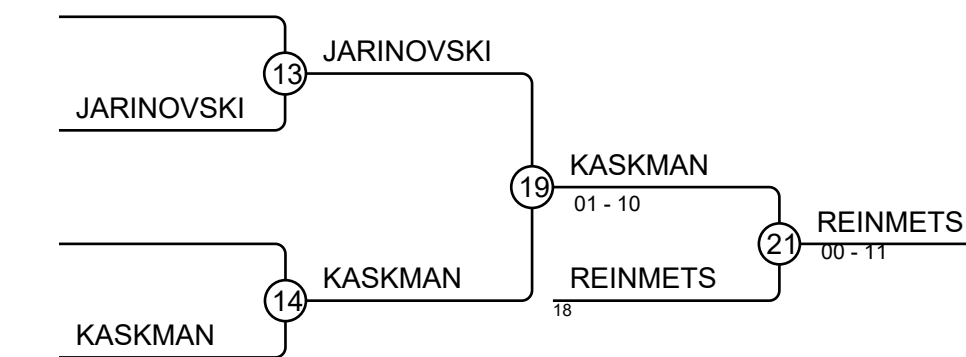 JARINOVSKI
13
JARINOVSKI
KASKMAN
19
01 - 10
REINMETS
21
00 - 11
KASKMAN
REINMETS
14
18
KASKMAN